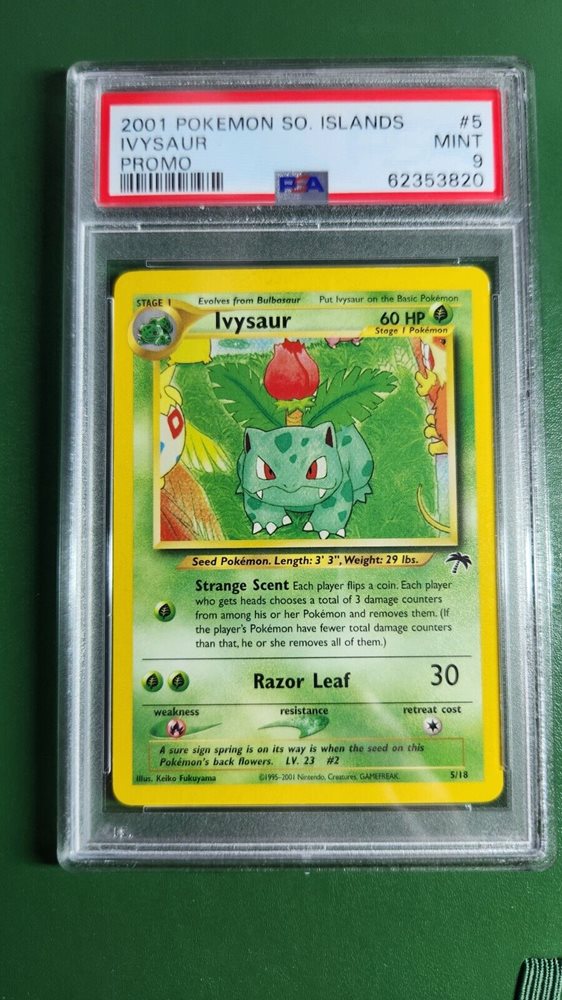 2001 POKEMON SO. ISLANDS #5
IVYSAUR MINT
PROMO 9
PSA 62353820
STAGE 1 Evolves from Bulbasaur Put Ivysaur on the Basic Pokémon
Ivysaur 60 HP
Stage 1 Pokémon
Seed Pokémon. Length: 3' 3", Weight: 29 lbs.
Strange Scent Each player flips a coin. Each player
who gets heads chooses a total of 3 damage counters
from among his or her Pokémon and removes them. (If
the player's Pokémon have fewer total damage counters
than that, he or she removes all of them.)
Razor Leaf 30
weakness resistance retreat cost
A sure sign spring is on its way is when the seed on this
Pokémon's back flowers. LV. 23 #2
Illus. Keiko Fukuyama ©1995-2001 Nintendo, Creatures, GAMEFREAK. 5/18